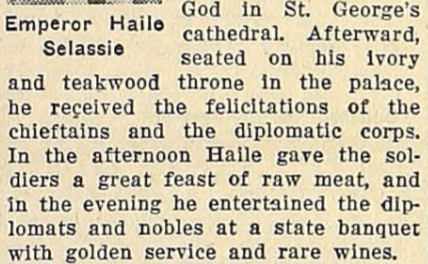 Emperor Haile
Selassie
God in St. George's
cathedral. Afterward,
seated on his ivory
and teakwood throne in the palace,
he received the felicitations of the
chieftains and the diplomatic corps.
In the afternoon Haile gave the sol-
diers a great feast of raw meat, and
in the evening he entertained the dip-
lomats and nobles at a state banquet
with golden service and rare wines.